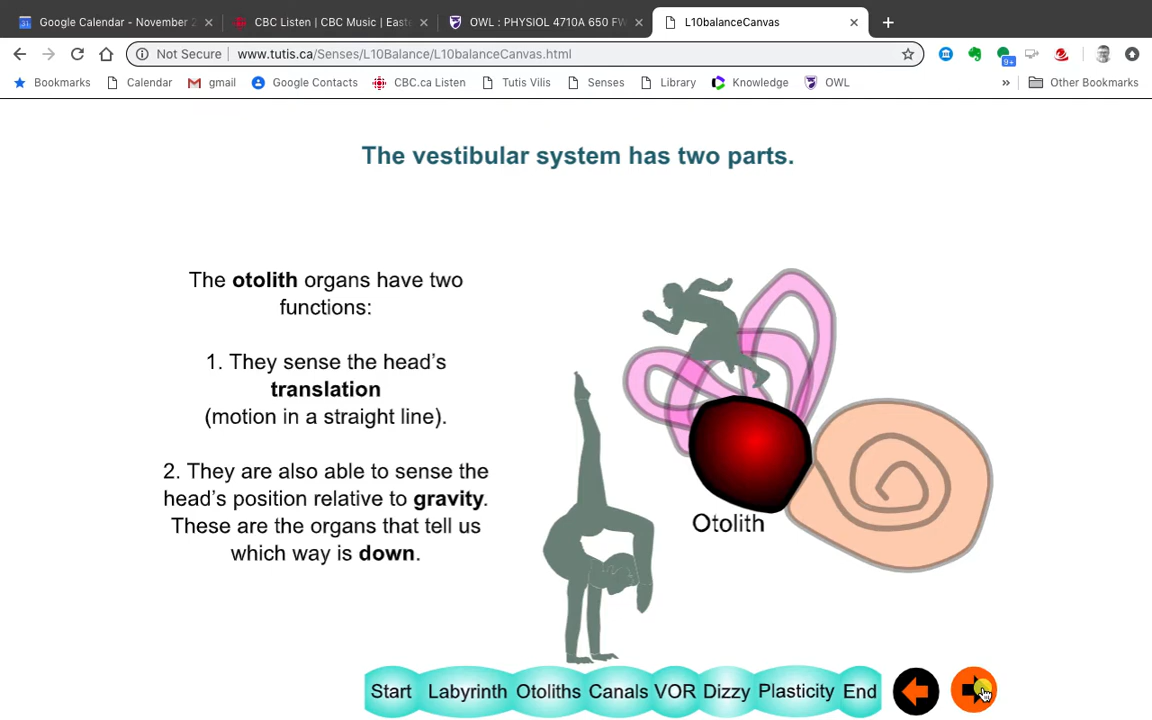 Google Calendar - November 2
CBC Listen | CBC Music | Easte
OWL : PHYSIOL 4710A 650 FW
L10balanceCanvas
Not Secure
www.tutis.ca/Senses/L10Balance/L10balanceCanvas.html
9+
Bookmarks
Calendar
gmail
Google Contacts
CBC.ca Listen
Tutis Vilis
Senses
Library
Knowledge
OWL
»
Other Bookmarks
The vestibular system has two parts.
The otolith organs have two
functions:
1. They sense the head's
translation
(motion in a straight line).
2. They are also able to sense the
head's position relative to gravity.
These are the organs that tell us
which way is down.
Otolith
Start
Labyrinth
Otoliths
Canals
VOR
Dizzy
Plasticity
End